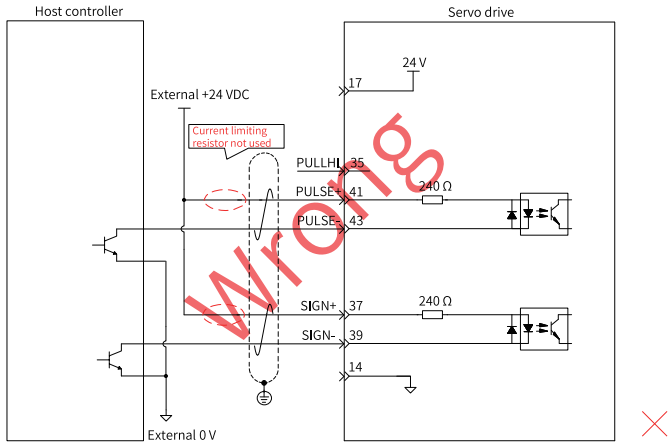 Host controller
Servo drive
24 V
17
External +24 VDC
Current limiting
resistor not used
PULLHI
35
PULSE+
41
240 Ω
PULSE-
43
Wrong
SIGN+
37
240 Ω
SIGN-
39
14
External 0 V